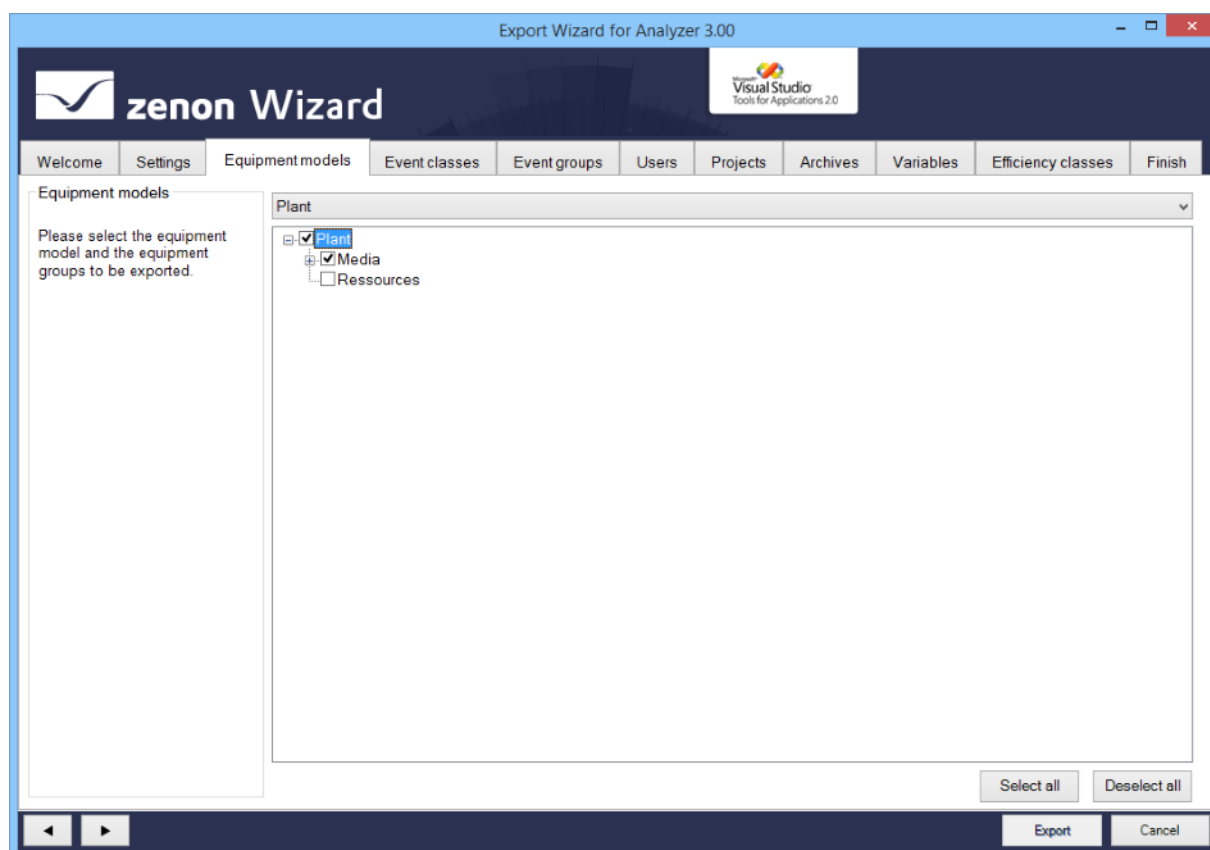 Export Wizard for Analyzer 3.00
zenon Wizard
Microsoft
Visual Studio
Tools for Applications 2.0
Welcome
Settings
Equipment models
Event classes
Event groups
Users
Projects
Archives
Variables
Efficiency classes
Finish
Equipment models
Please select the equipment
model and the equipment
groups to be exported.
Plant
Plant
Media
Ressources
Select all
Deselect all
Export
Cancel